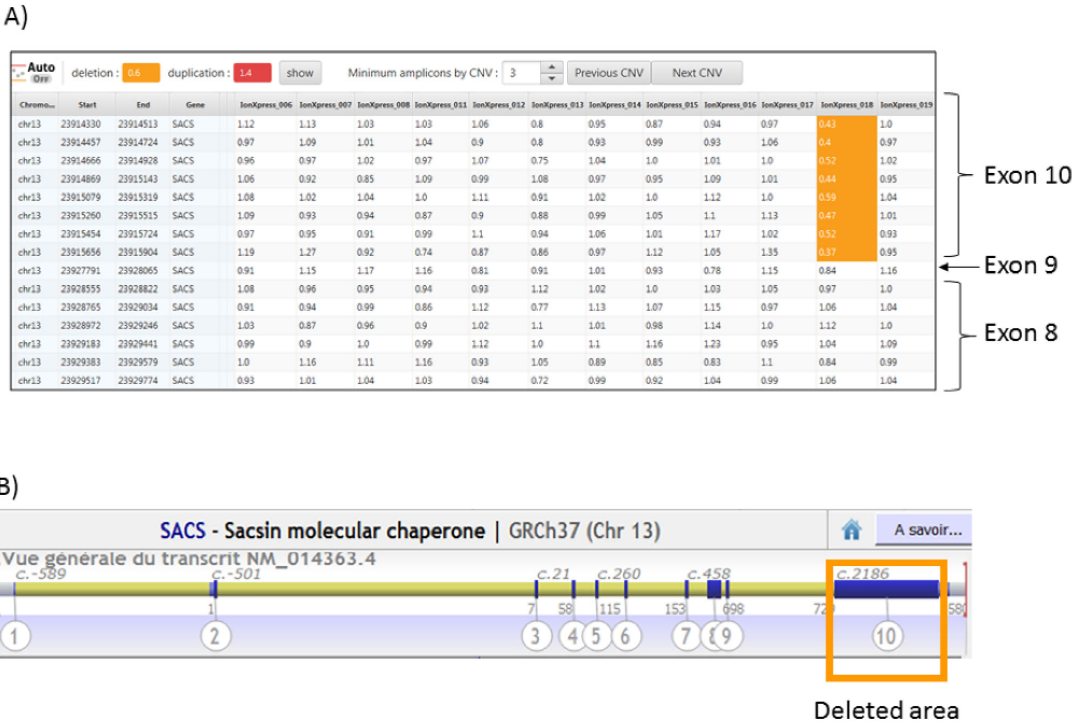 A)
Auto
Off
deletion : 0.6 duplication : 1.4 show Minimum amplicons by CNV : 3 Previous CNV Next CNV
Chromo... Start End Gene IonXpress_006 IonXpress_007 IonXpress_008 IonXpress_011 IonXpress_012 IonXpress_013 IonXpress_014 IonXpress_015 IonXpress_016 IonXpress_017 IonXpress_018 IonXpress_019
chr13 23914330 23914513 SACS 1.12 1.13 1.03 1.03 1.06 0.8 0.95 0.87 0.94 0.97 0.43 1.0
chr13 23914457 23914724 SACS 0.97 1.09 1.01 1.04 0.9 0.8 0.93 0.99 0.93 1.06 0.4 0.97
chr13 23914666 23914928 SACS 0.96 0.97 1.02 0.97 1.07 0.75 1.04 1.0 1.01 1.0 0.52 1.02
chr13 23914869 23915143 SACS 1.06 0.92 0.85 1.09 0.99 1.08 0.97 0.95 1.09 1.01 0.44 0.95
chr13 23915079 23915319 SACS 1.08 1.02 1.04 1.0 1.11 0.91 1.02 1.0 1.12 1.0 0.59 1.04
chr13 23915260 23915515 SACS 1.09 0.93 0.94 0.87 0.9 0.88 0.99 1.05 1.1 1.13 0.47 1.01
chr13 23915454 23915724 SACS 0.97 0.95 0.91 0.99 1.1 0.94 1.06 1.01 1.17 1.02 0.52 0.93
chr13 23915656 23915904 SACS 1.19 1.27 0.92 0.74 0.87 0.86 0.97 1.12 1.05 1.35 0.37 0.95
Exon 10
chr13 23927791 23928065 SACS 0.91 1.15 1.17 1.16 0.81 0.91 1.01 0.93 0.78 1.15 0.84 1.16
Exon 9
chr13 23928555 23928822 SACS 1.08 0.96 0.95 0.94 0.93 1.12 1.02 1.0 1.03 1.05 0.97 1.0
chr13 23928765 23929034 SACS 0.91 0.94 0.99 0.86 1.12 0.77 1.13 1.07 1.15 0.97 1.06 1.04
chr13 23928972 23929246 SACS 1.03 0.87 0.96 0.9 1.02 1.1 1.01 0.98 1.14 1.0 1.12 1.0
chr13 23929183 23929441 SACS 0.99 0.9 1.0 0.99 1.12 1.0 1.1 1.16 1.23 0.95 1.04 1.09
chr13 23929383 23929579 SACS 1.0 1.16 1.11 1.16 0.93 1.05 0.89 0.85 0.83 1.1 0.84 0.99
chr13 23929517 23929774 SACS 0.93 1.01 1.04 1.03 0.94 0.72 0.99 0.92 1.04 0.99 1.06 1.04
Exon 8
B)
SACS - Sacsin molecular chaperone | GRCh37 (Chr 13) A savoir...
Vue générale du transcrit NM_014363.4
c.-589 c.-501 c.21 c.260 c.458 c.2186
1 7 58 115 153 698 729 580
1 2 3 4 5 6 7 8 9 10
Deleted area